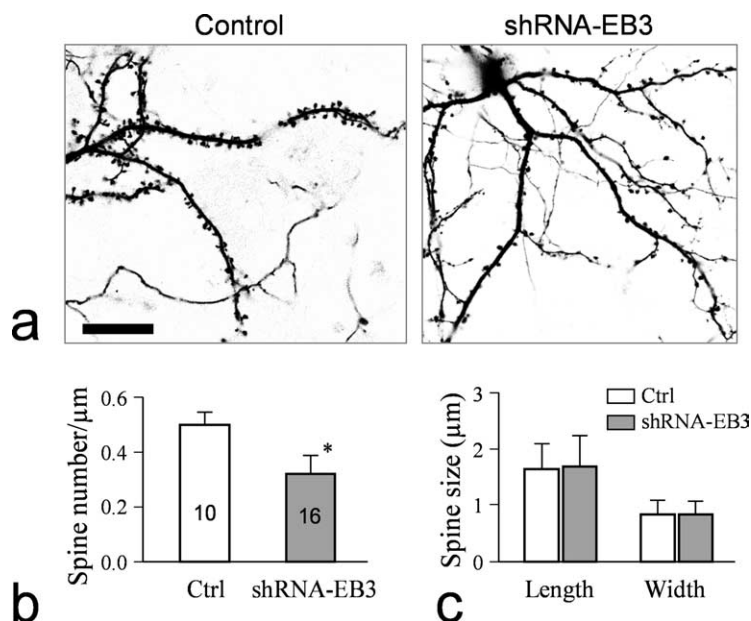 Control
shRNA-EB3
a
Spine number/μm
0.6
0.4
0.2
0.0
10
16
*
Ctrl
shRNA-EB3
b
Spine size (μm)
3
2
1
0
Ctrl
shRNA-EB3
Length
Width
c